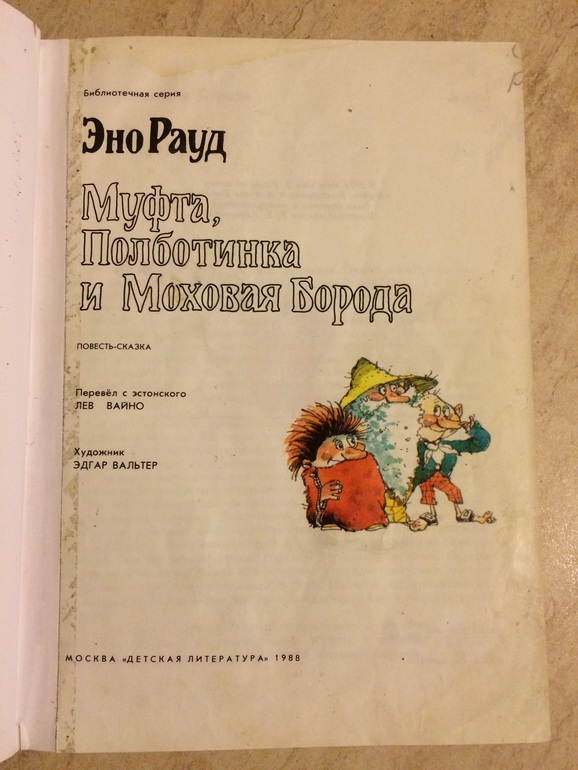 Библиотечная серия
Эно Рауд
Муфта,
Полботинка
и Моховая Борода
ПОВЕСТЬ-СКАЗКА
Перевёл с эстонского
ЛЕВ ВАЙНО
Художник
ЭДГАР ВАЛЬТЕР
МОСКВА «ДЕТСКАЯ ЛИТЕРАТУРА» 1988